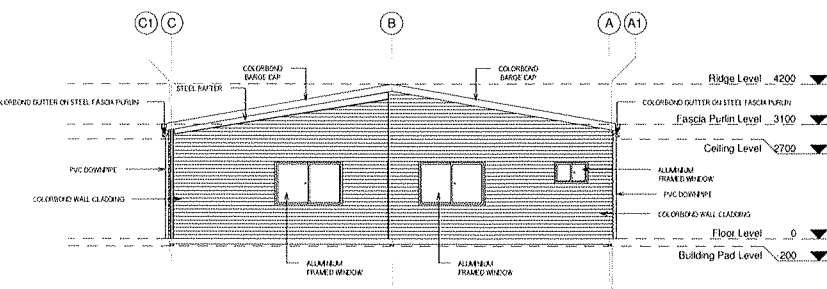 C1 C B A A1
Ridge Level 4200
COLORBOND
BARGE CAP
COLORBOND
BARGE CAP
STEEL RAFTER
COLORBOND GUTTER ON STEEL FASCIA PURLIN
COLORBOND GUTTER ON STEEL FASCIA PURLIN
Fascia Purlin Level 3100
Ceiling Level 2700
PVC DOWNPIPE
ALUMINIUM
FRAMED WINDOW
PVC DOWNPIPE
COLORBOND WALL CLADDING
COLORBOND WALL CLADDING
Floor Level 0
Building Pad Level -200
ALUMINIUM
FRAMED WINDOW
ALUMINIUM
FRAMED WINDOW